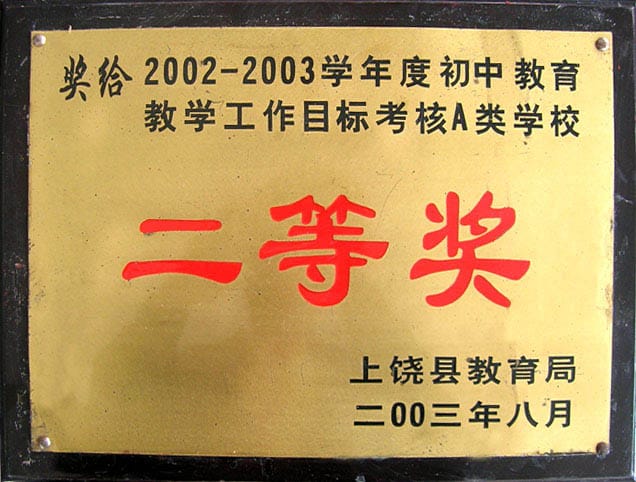 奖给 2002-2003学年度初中教育
教学工作目标考核A类学校
二等奖
上饶县教育局
二00三年八月